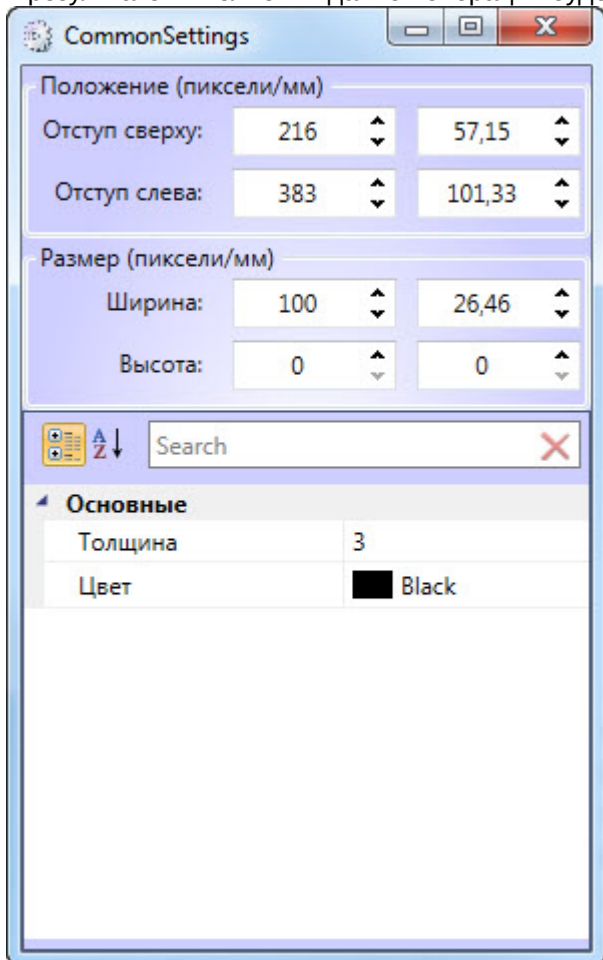 CommonSettings
Положение (пиксели/мм)
Отступ сверху: 216 57,15
Отступ слева: 383 101,33
Размер (пиксели/мм)
Ширина: 100 26,46
Высота: 0 0
A Z Search
Основные
Толщина 3
Цвет Black